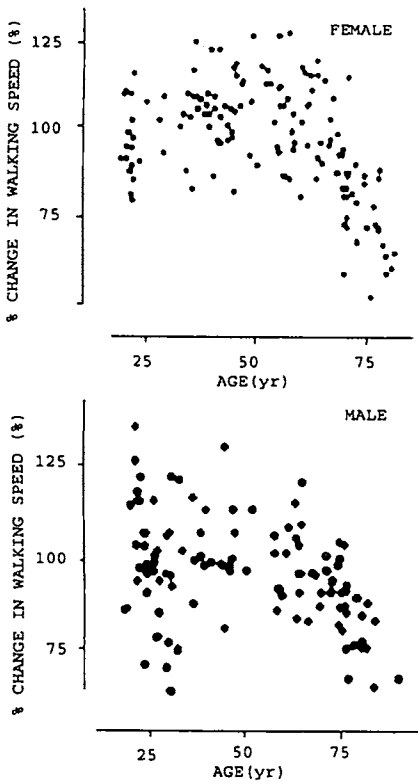 FEMALE
% CHANGE IN WALKING SPEED (%)
125
100
75
25
50
75
AGE(yr)
MALE
% CHANGE IN WALKING SPEED (%)
125
100
75
25
50
75
AGE(yr)